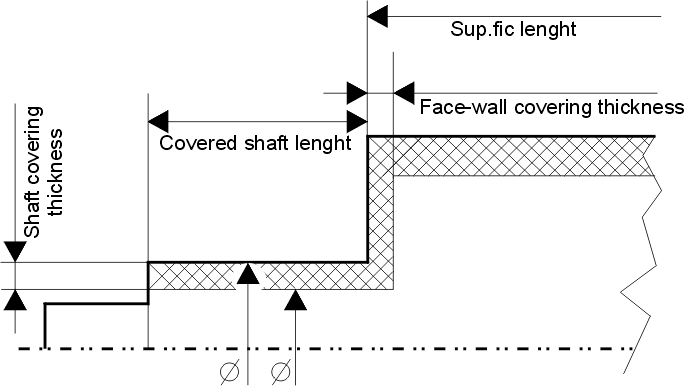 Sup.fic lenght
Face-wall covering thickness
Covered shaft lenght
Shaft covering
thickness
Ø Ø